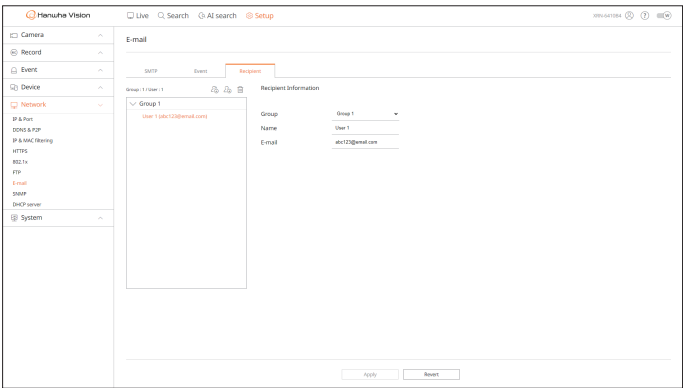 Hanwha Vision
Live Search AI search Setup
Camera
Record
Event
Device
Network
IP & Port
DDNS & P2P
IP & MAC filtering
HTTPS
802.1x
FTP
E-mail
SNMP
DHCP server
System
E-mail
SMTP Event Recipient
Group : 1 / User : 1
Group 1
User 1 (abc123@email.com)
Recipient Information
Group Group 1
Name User 1
E-mail abc123@email.com
Apply Revert